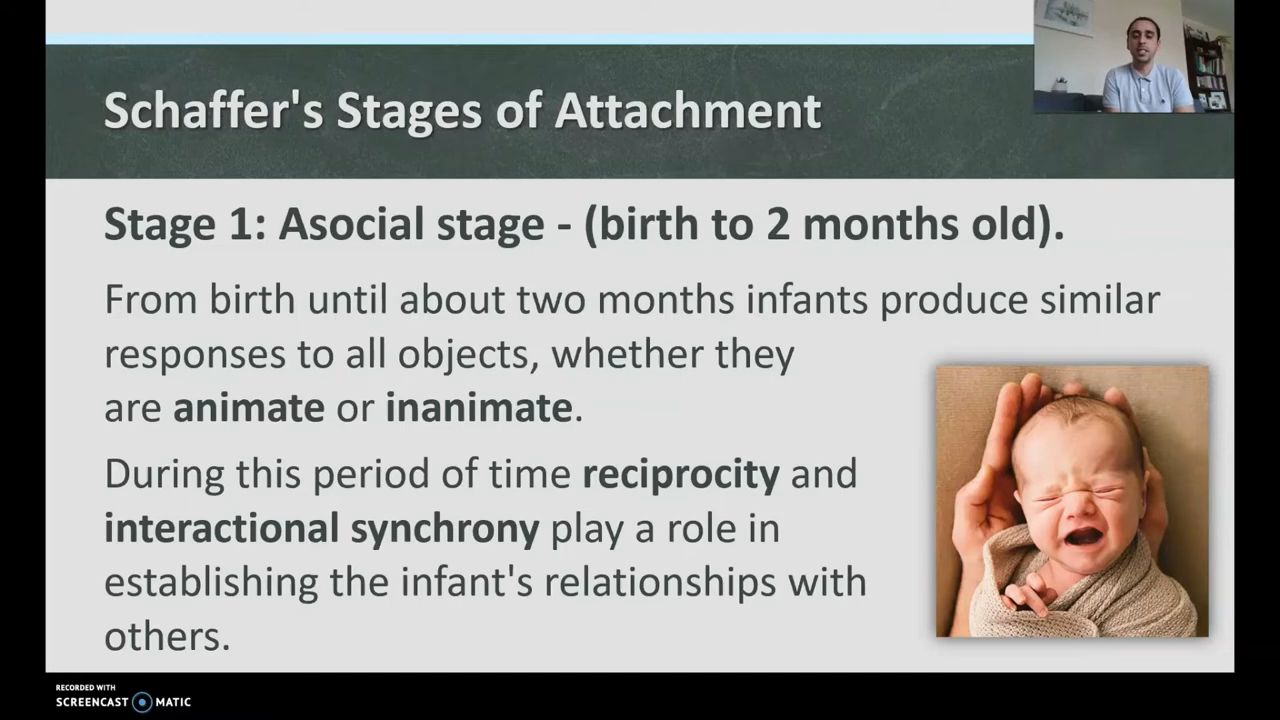 Schaffer's Stages of Attachment
Stage 1: Asocial stage - (birth to 2 months old).
From birth until about two months infants produce similar
responses to all objects, whether they
are animate or inanimate.
During this period of time reciprocity and
interactional synchrony play a role in
establishing the infant's relationships with
others.
RECORDED WITH
SCREENCAST MATIC